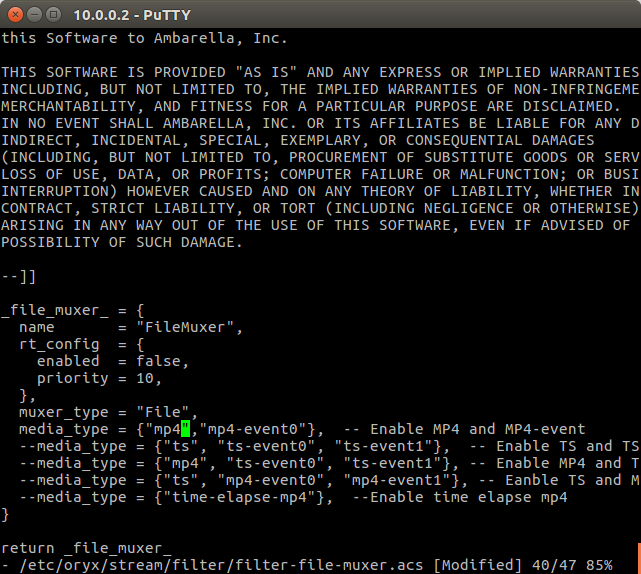 10.0.0.2 - PuTTY
this Software to Ambarella, Inc.
THIS SOFTWARE IS PROVIDED "AS IS" AND ANY EXPRESS OR IMPLIED WARRANTIES
INCLUDING, BUT NOT LIMITED TO, THE IMPLIED WARRANTIES OF NON-INFRINGEME
MERCHANTABILITY, AND FITNESS FOR A PARTICULAR PURPOSE ARE DISCLAIMED.
IN NO EVENT SHALL AMBARELLA, INC. OR ITS AFFILIATES BE LIABLE FOR ANY D
INDIRECT, INCIDENTAL, SPECIAL, EXEMPLARY, OR CONSEQUENTIAL DAMAGES
(INCLUDING, BUT NOT LIMITED TO, PROCUREMENT OF SUBSTITUTE GOODS OR SERV
LOSS OF USE, DATA, OR PROFITS; COMPUTER FAILURE OR MALFUNCTION; OR BUSI
INTERRUPTION) HOWEVER CAUSED AND ON ANY THEORY OF LIABILITY, WHETHER IN
CONTRACT, STRICT LIABILITY, OR TORT (INCLUDING NEGLIGENCE OR OTHERWISE)
ARISING IN ANY WAY OUT OF THE USE OF THIS SOFTWARE, EVEN IF ADVISED OF
POSSIBILITY OF SUCH DAMAGE.
--]]
_file_muxer_ = {
  name       = "FileMuxer",
  rt_config  = {
    enabled  = false,
    priority = 10,
  },
  muxer_type = "File",
  media_type = {"mp4","mp4-event0"},  -- Enable MP4 and MP4-event
  --media_type = {"ts", "ts-event0", "ts-event1"},  -- Enable TS and TS
  --media_type = {"mp4", "ts-event0", "ts-event1"}, -- Enable MP4 and T
  --media_type = {"ts", "mp4-event0", "mp4-event1"}, -- Eanble TS and M
  --media_type = {"time-elapse-mp4"},  --Enable time elapse mp4
}
return _file_muxer_
- /etc/oryx/stream/filter/filter-file-muxer.acs [Modified] 40/47 85%